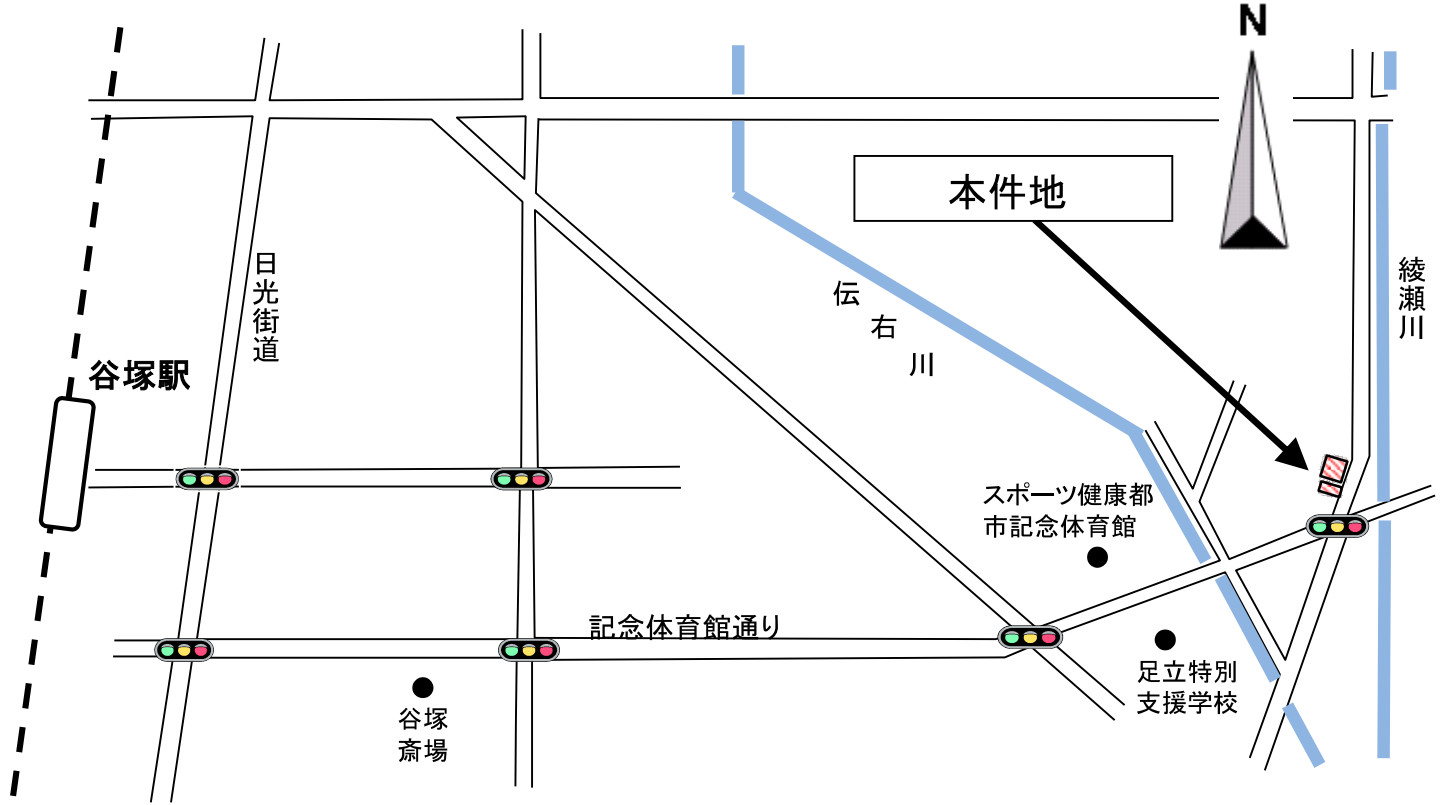 N
本件地
日光街道
綾瀬川
伝右川
谷塚駅
スポーツ健康都
市記念体育館
記念体育館通り
足立特別
支援学校
谷塚
斎場